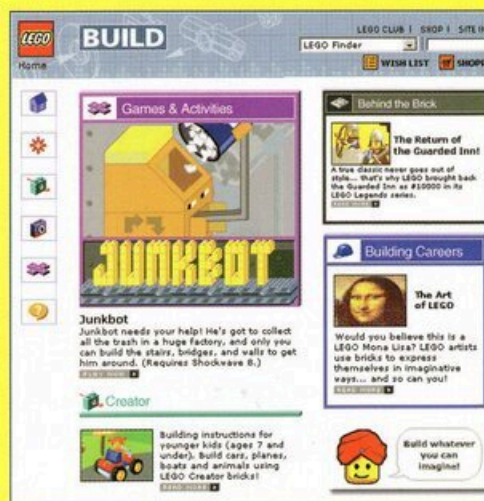 LEGO
BUILD
LEGO CLUB | SHOP |
LEGO Finder
Home
WISH LIST
Games & Activities
JUNKBOT
Junkbot
Junkbot needs your help! He's got to collect
all the trash in a huge factory, and only you
can build the stairs, bridges, and walls to get
him around. (Requires Shockwave 8.)
PLAY NOW
Creator
Building instructions for
younger kids (ages 7 and
under). Build cars, planes,
boats and animals using
LEGO Creator bricks!
READ MORE
Behind the Brick
The Return of
the Guarded Inn!
A true classic never goes out of
style... that's why LEGO brought back
the Guarded Inn as #10000 in its
LEGO Legends series.
READ MORE
Building Careers
The Art
of LEGO
Would you believe this is a
LEGO Mona Lisa? LEGO artists
use bricks to express
themselves in imaginative
ways... and so can you!
READ MORE
Build whatever
you can
imagine!